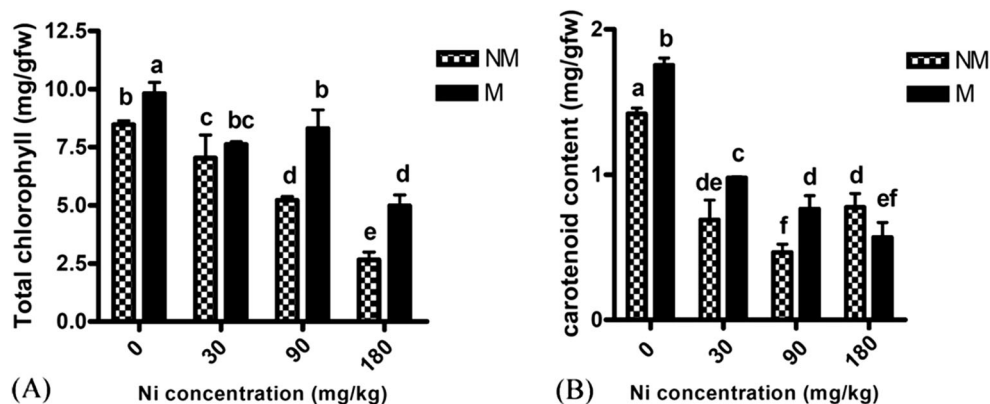 Total chlorophyll (mg/gfw)
12.5
10.0
7.5
5.0
2.5
0.0
b
a
c
bc
d
b
e
d
NM
M
0
30
90
180
Ni concentration (mg/kg)
(A)
carotenoid content (mg/gfw)
2
1
0
a
b
de
c
f
d
d
ef
NM
M
0
30
90
180
Ni concentration (mg/kg)
(B)